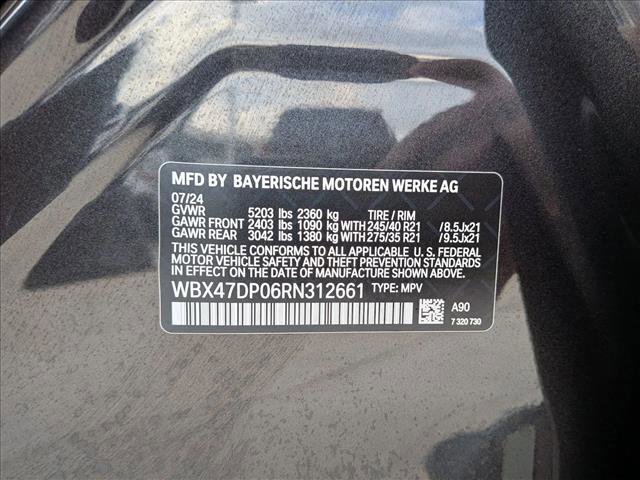 MFD BY BAYERISCHE MOTOREN WERKE AG
07/24
GVWR 5203 lbs 2360 kg TIRE / RIM
GAWR FRONT 2403 lbs 1090 kg WITH 245/40 R21 /8.5Jx21
GAWR REAR 3042 lbs 1380 kg WITH 275/35 R21 /9.5Jx21
THIS VEHICLE CONFORMS TO ALL APPLICABLE U. S. FEDERAL
MOTOR VEHICLE SAFETY AND THEFT PREVENTION STANDARDS
IN EFFECT ON THE DATE OF MANUFACTURE SHOWN ABOVE.
WBX47DP06RN312661 TYPE: MPV
A90
7 320 730